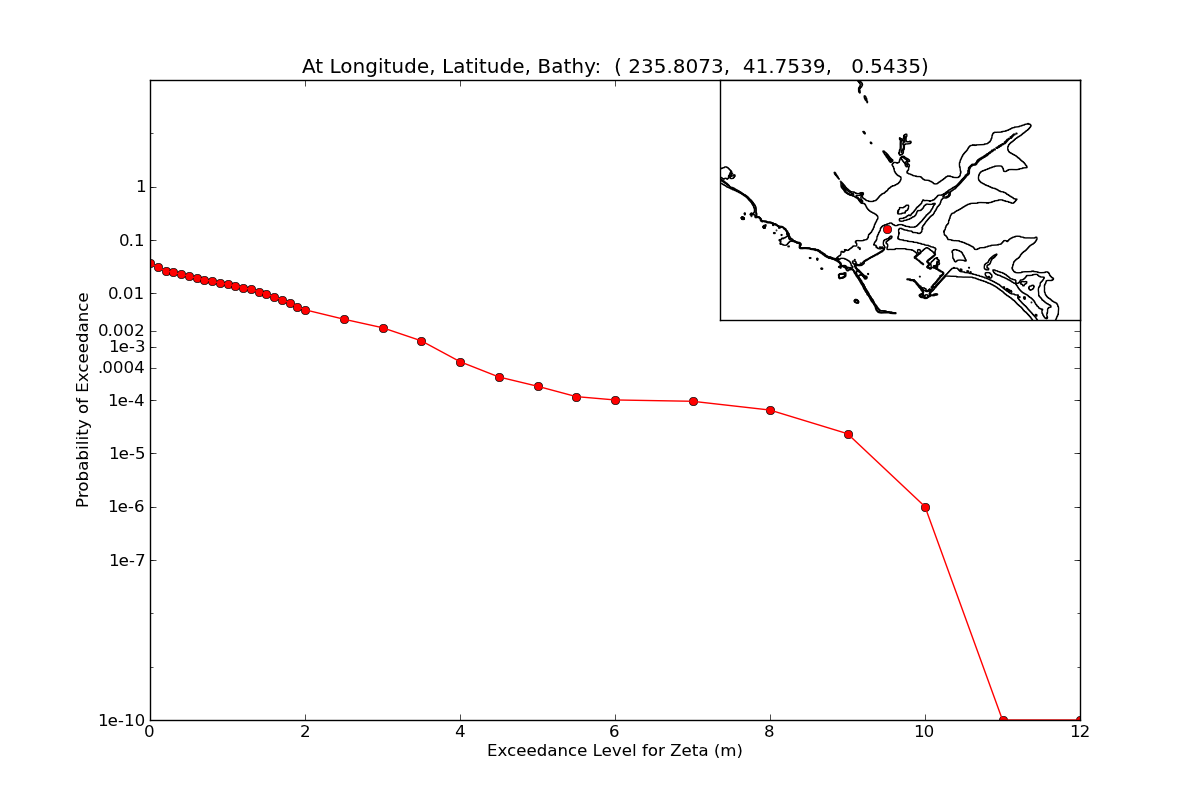 At Longitude, Latitude, Bathy:  ( 235.8073,  41.7539,   0.5435)
Probability of Exceedance
1
0.1
0.01
0.002
1e-3
.0004
1e-4
1e-5
1e-6
1e-7
1e-10
0 2 4 6 8 10 12
Exceedance Level for Zeta (m)